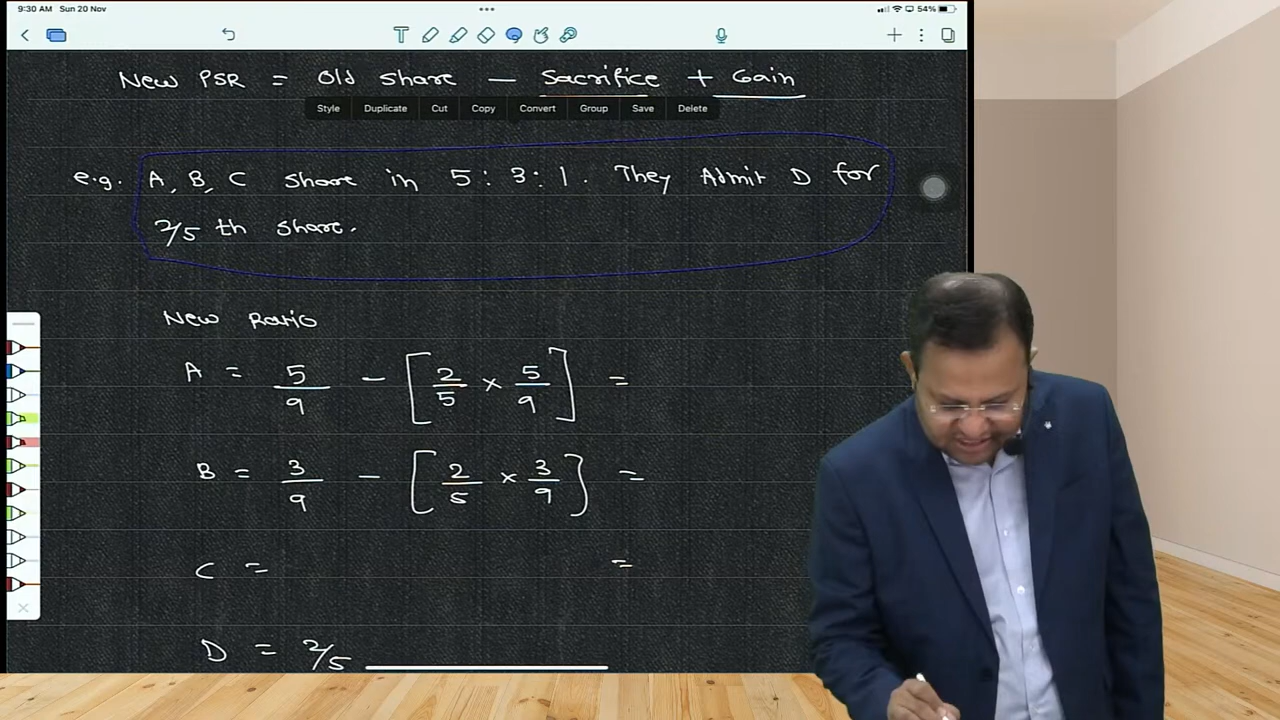 9:30 AM Sun 20 Nov
54%
New PSR = Old share — Sacrifice + Gain
Style Duplicate Cut Copy Convert Group Save Delete
e.g. A, B, C share in 5 : 3 : 1. They Admit D for
2/5 th share.
New Ratio
A = 5/9 — [2/5 × 5/9] =
B = 3/9 — [2/5 × 3/9] =
C = =
D = 2/5